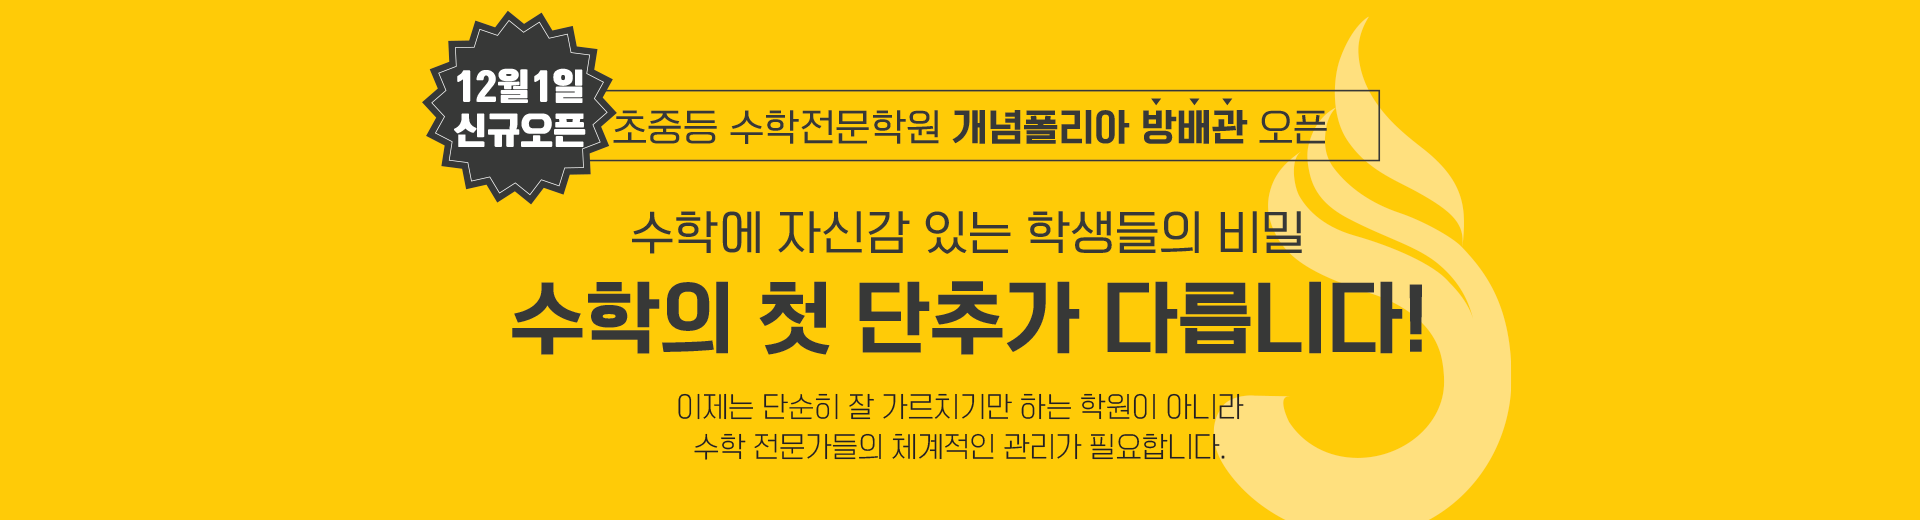 12월1일
신규오픈
초중등 수학전문학원 개념폴리아 방배관 오픈
수학에 자신감 있는 학생들의 비밀
수학의 첫 단추가 다릅니다!
이제는 단순히 잘 가르치기만 하는 학원이 아니라
수학 전문가들의 체계적인 관리가 필요합니다.